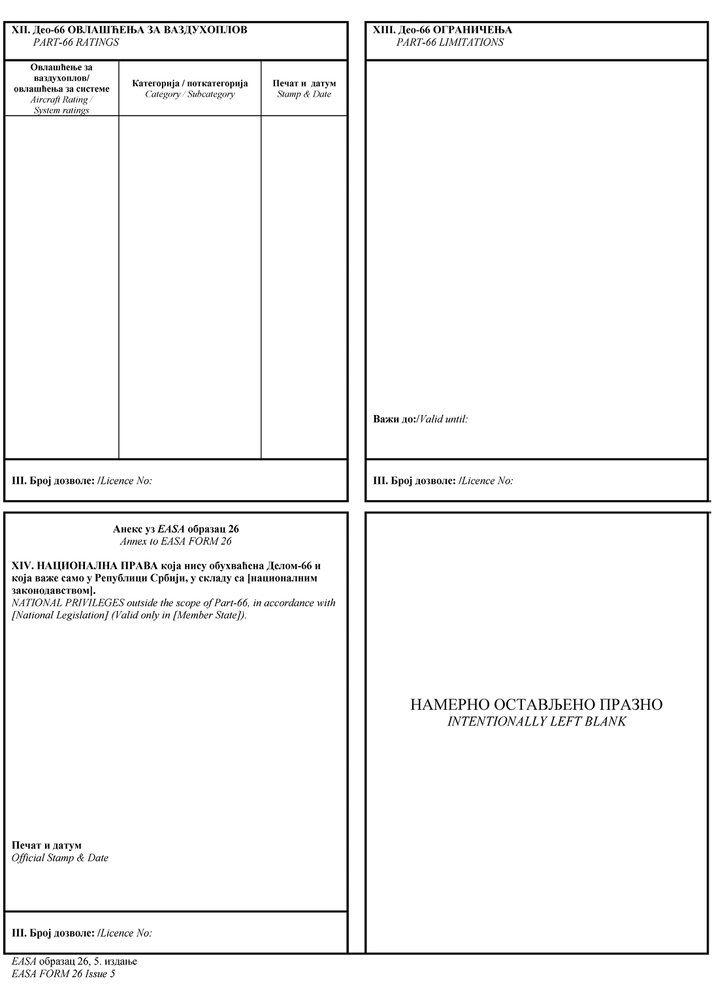 XII. Део-66 ОВЛАШЋЕЊА ЗА ВАЗДУХОПЛОВ
PART-66 RATINGS
Овлашћење за
ваздухоплов/
овлашћења за системе
Aircraft Rating /
System ratings
Категорија / поткатегорија
Category / Subcategory
Печат и датум
Stamp & Date
III. Број дозволе: /Licence No:
XIII. Део-66 ОГРАНИЧЕЊА
PART-66 LIMITATIONS
Важи до:/Valid until:
III. Број дозволе: /Licence No:
Анекс уз EASA образац 26
Annex to EASA FORM 26
XIV. НАЦИОНАЛНА ПРАВА која нису обухваћена Делом-66 и
која важе само у Републици Србији, у складу са [националним
законодавством].
NATIONAL PRIVILEGES outside the scope of Part-66, in accordance with
[National Legislation] (Valid only in [Member State]).
Печат и датум
Official Stamp & Date
III. Број дозволе: /Licence No:
НАМЕРНО ОСТАВЉЕНО ПРАЗНО
INTENTIONALLY LEFT BLANK
EASA образац 26, 5. издање
EASA FORM 26 Issue 5